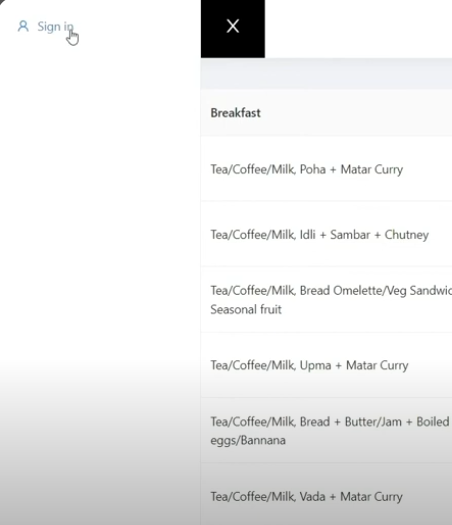 Sign in
X
Breakfast
Tea/Coffee/Milk, Poha + Matar Curry
Tea/Coffee/Milk, Idli + Sambar + Chutney
Tea/Coffee/Milk, Bread Omelette/Veg
Seasonal fruit
Tea/Coffee/Milk, Upma + Matar Curry
Tea/Coffee/Milk, Bread + Butter/Jam + Boiled
eggs/Bannana
Tea/Coffee/Milk, Vada + Matar Curry